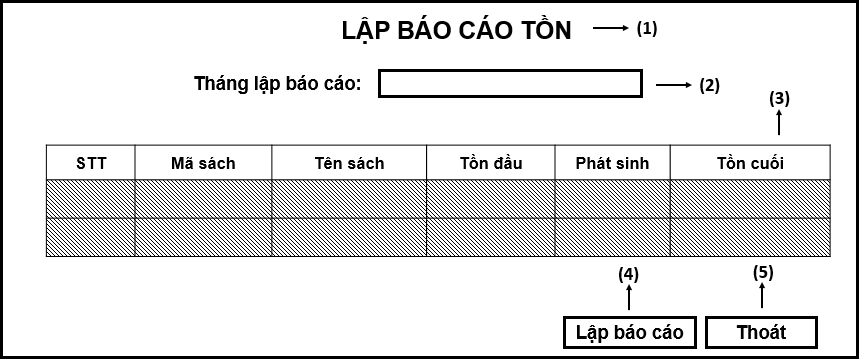 LẬP BÁO CÁO TỒN (1)
Tháng lập báo cáo: (2)
(3)
STT Mã sách Tên sách Tồn đầu Phát sinh Tồn cuối
(4) (5)
Lập báo cáo Thoát